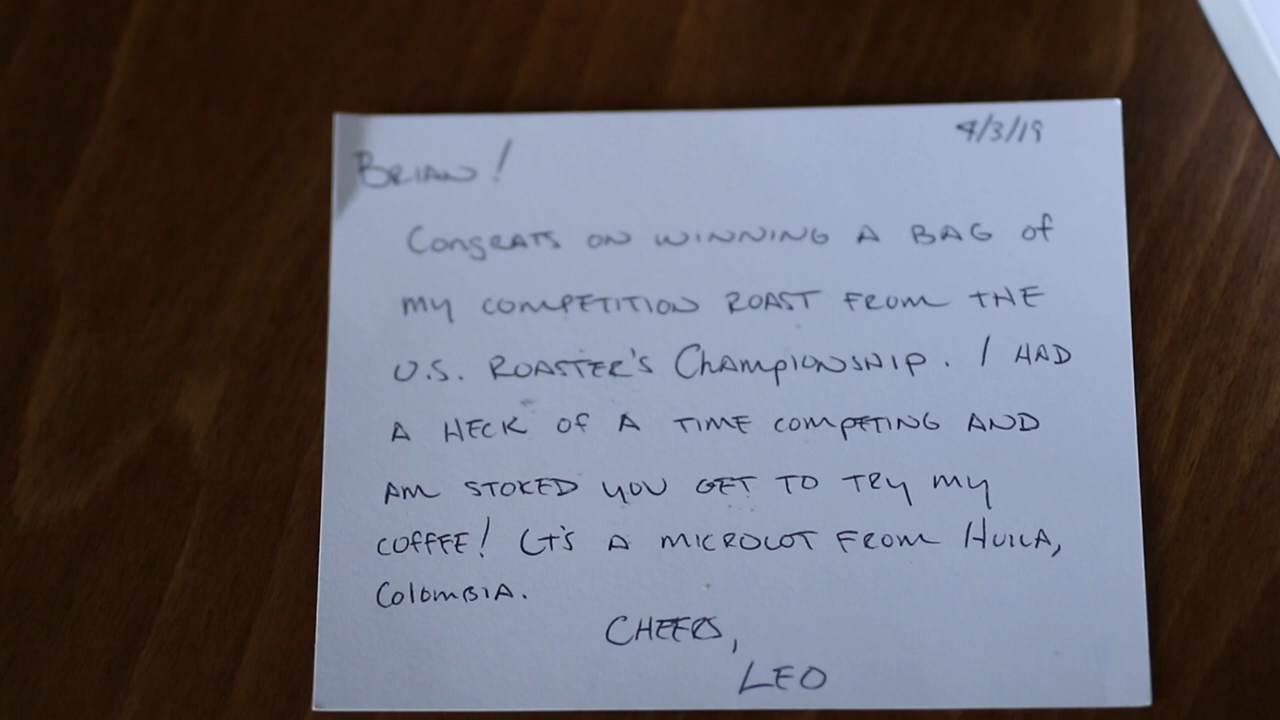 4/3/19
Brian!
Congrats on winning a bag of
my competition roast from the
U.S. Roaster's Championship. I had
a heck of a time competing and
am stoked you get to try my
coffee! It's a microlot from Huila,
Colombia.
Cheers,
Leo